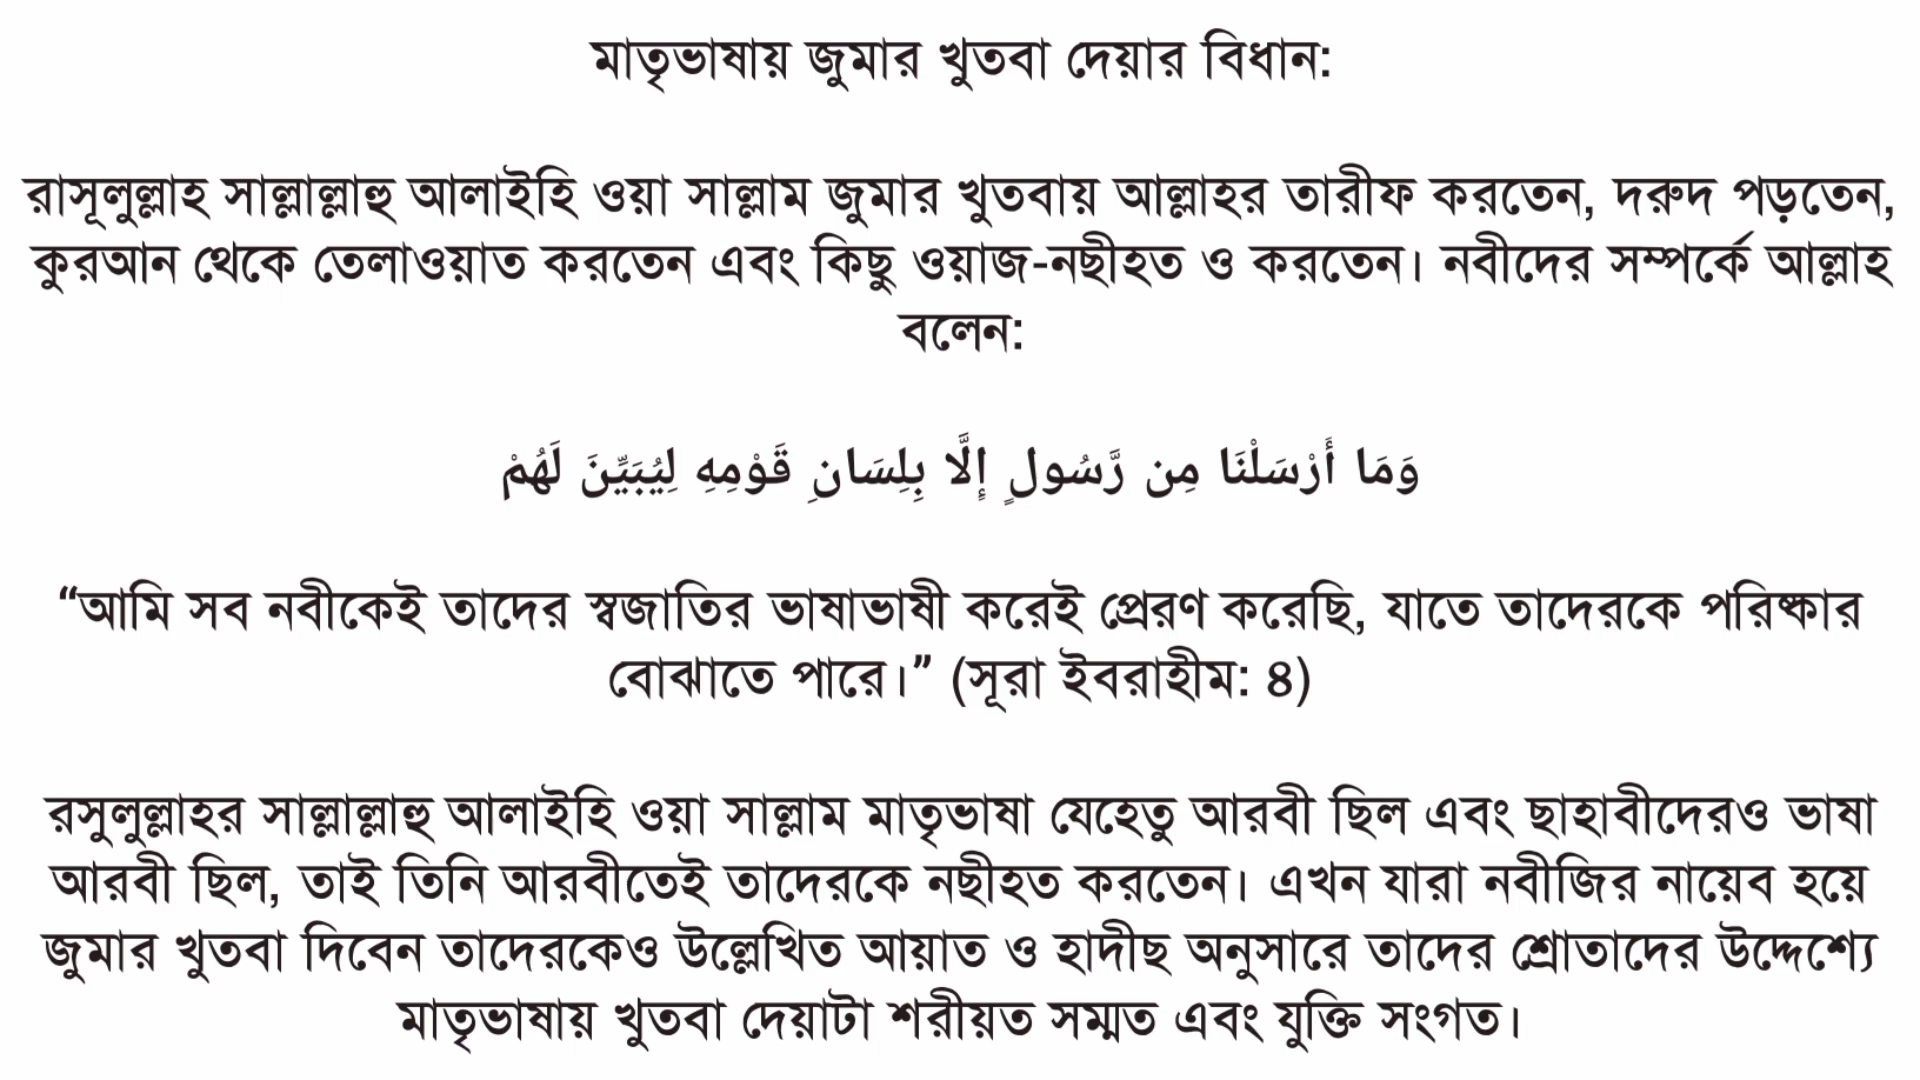 মাতৃভাষায় জুমার খুতবা দেয়ার বিধান:
রাসূলুল্লাহ সাল্লাল্লাহু আলাইহি ওয়া সাল্লাম জুমার খুতবায় আল্লাহর তারীফ করতেন, দরুদ পড়তেন,
কুরআন থেকে তেলাওয়াত করতেন এবং কিছু ওয়াজ-নছীহত ও করতেন। নবীদের সম্পর্কে আল্লাহ
বলেন:
وَمَا أَرْسَلْنَا مِن رَّسُولٍ إِلَّا بِلِسَانِ قَوْمِهِ لِيُبَيِّنَ لَهُمْ
“আমি সব নবীকেই তাদের স্বজাতির ভাষাভাষী করেই প্রেরণ করেছি, যাতে তাদেরকে পরিষ্কার
বোঝাতে পারে।” (সূরা ইবরাহীম: ৪)
রসুলুল্লাহর সাল্লাল্লাহু আলাইহি ওয়া সাল্লাম মাতৃভাষা যেহেতু আরবী ছিল এবং ছাহাবীদেরও ভাষা
আরবী ছিল, তাই তিনি আরবীতেই তাদেরকে নছীহত করতেন। এখন যারা নবীজির নায়েব হয়ে
জুমার খুতবা দিবেন তাদেরকেও উল্লেখিত আয়াত ও হাদীছ অনুসারে তাদের শ্রোতাদের উদ্দেশ্যে
মাতৃভাষায় খুতবা দেয়াটা শরীয়ত সম্মত এবং যুক্তি সংগত।